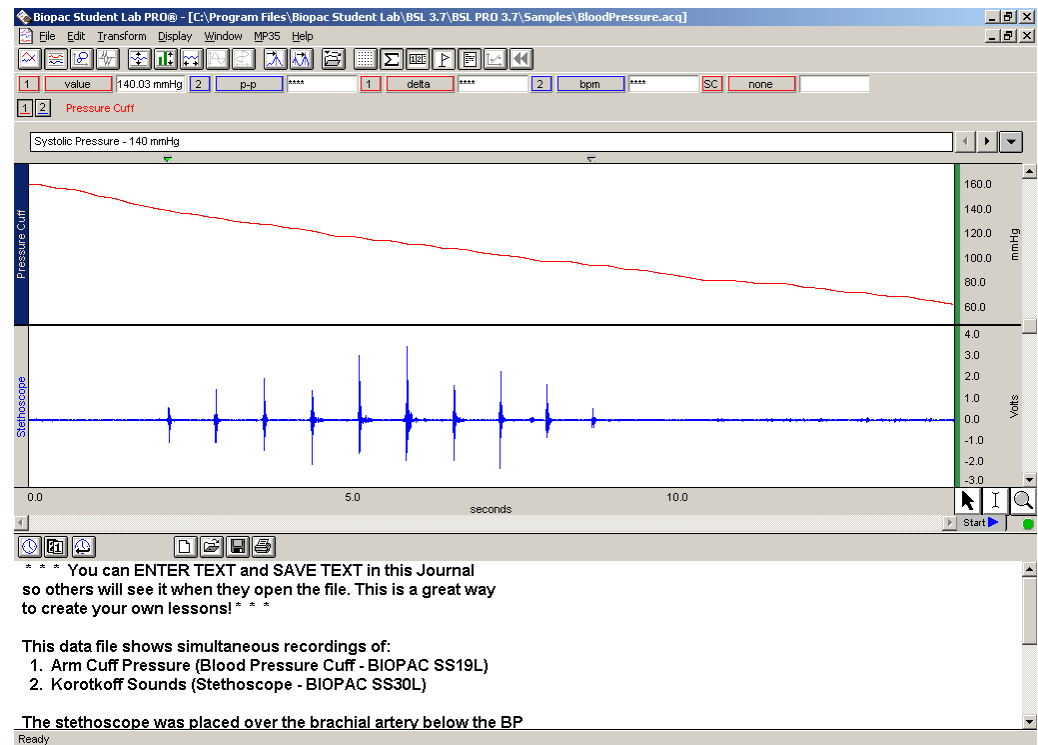 Biopac Student Lab PRO® - [C:\Program Files\Biopac Student Lab\BSL 3.7\BSL PRO 3.7\Samples\BloodPressure.acq]
File Edit Transform Display Window MP35 Help
1 value 140.03 mmHg 2 p-p **** 1 delta **** 2 bpm **** SC none
1 2 Pressure Cuff
Systolic Pressure - 140 mmHg
Pressure Cuff
160.0
140.0
120.0
100.0
80.0
60.0
mmHg
Stethoscope
4.0
3.0
2.0
1.0
0.0
-1.0
-2.0
-3.0
Volts
0.0 5.0 10.0
seconds
Start
* * * You can ENTER TEXT and SAVE TEXT in this Journal
so others will see it when they open the file. This is a great way
to create your own lessons! * * *
This data file shows simultaneous recordings of:
1. Arm Cuff Pressure (Blood Pressure Cuff - BIOPAC SS19L)
2. Korotkoff Sounds (Stethoscope - BIOPAC SS30L)
The stethoscope was placed over the brachial artery below the BP
Ready